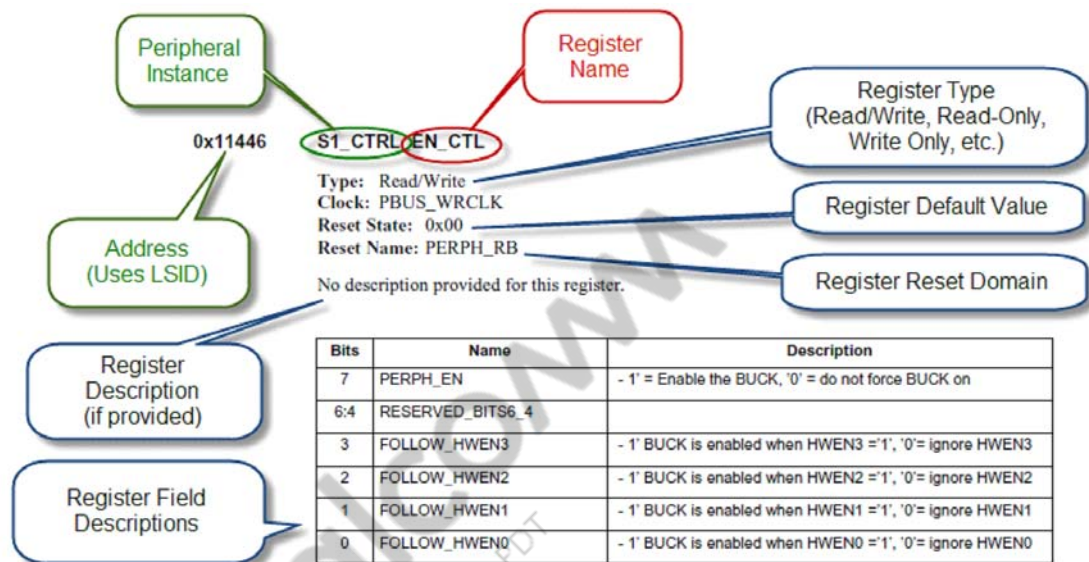 Peripheral
Instance
Register
Name
Register Type
(Read/Write, Read-Only,
Write Only, etc.)
0x11446
S1_CTRL EN_CTL
Type: Read/Write
Clock: PBUS_WRCLK
Reset State: 0x00
Reset Name: PERPH_RB
Register Default Value
Address
(Uses LSID)
Register Reset Domain
No description provided for this register.
Register
Description
(if provided)
Bits Name Description
7 PERPH_EN - 1' = Enable the BUCK, '0' = do not force BUCK on
6:4 RESERVED_BITS6_4
3 FOLLOW_HWEN3 - 1' BUCK is enabled when HWEN3 ='1', '0'= ignore HWEN3
2 FOLLOW_HWEN2 - 1' BUCK is enabled when HWEN2 ='1', '0'= ignore HWEN2
1 FOLLOW_HWEN1 - 1' BUCK is enabled when HWEN1 ='1', '0'= ignore HWEN1
0 FOLLOW_HWEN0 - 1' BUCK is enabled when HWEN0 ='1', '0'= ignore HWEN0
Register Field
Descriptions
PDT